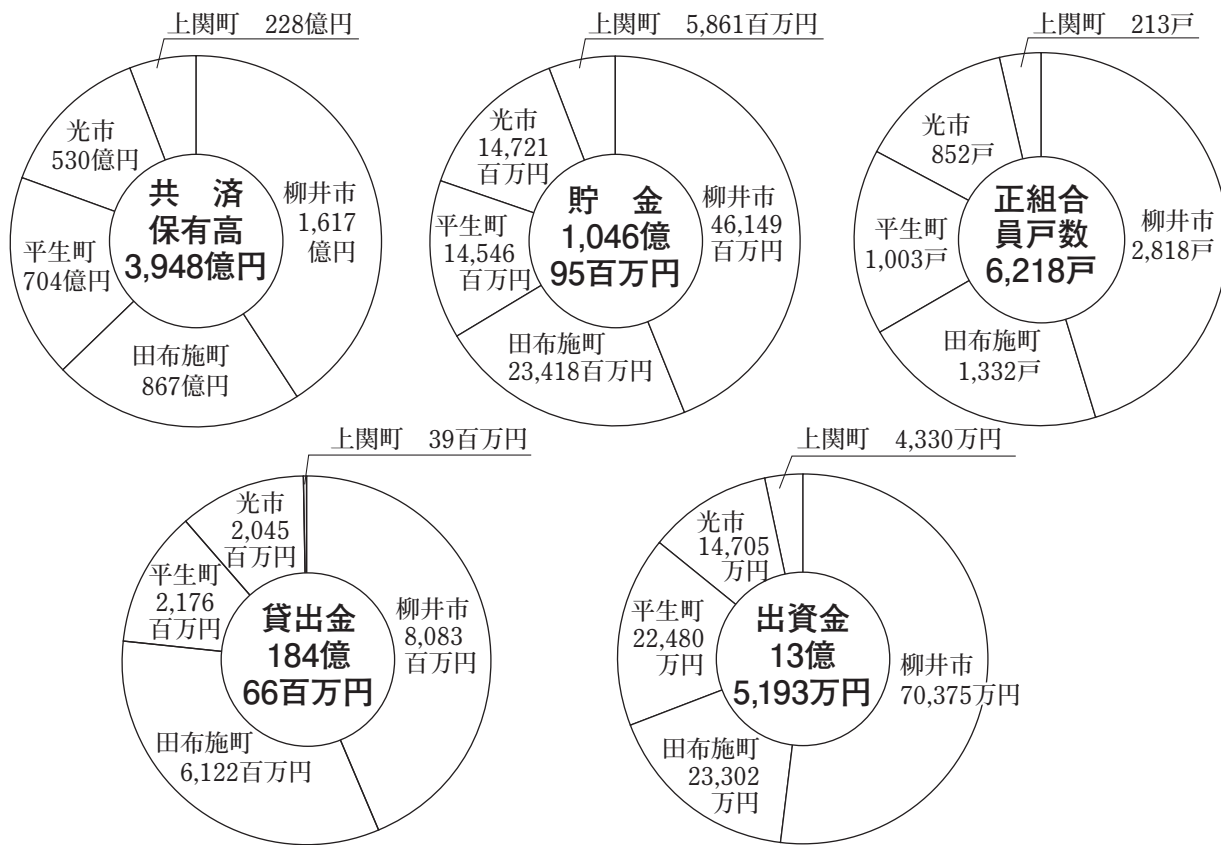 上関町 228億円
光市
530億円
平生町
704億円
共 済
保有高
3,948億円
柳井市
1,617
億円
田布施町
867億円
上関町 5,861百万円
光市
14,721
百万円
平生町
14,546
百万円
貯 金
1,046億
95百万円
柳井市
46,149
百万円
田布施町
23,418百万円
上関町 213戸
光市
852戸
平生町
1,003戸
正組合
員戸数
6,218戸
柳井市
2,818戸
田布施町
1,332戸
上関町 39百万円
光市
2,045
百万円
平生町
2,176
百万円
貸出金
184億
66百万円
柳井市
8,083
百万円
田布施町
6,122百万円
上関町 4,330万円
光市
14,705
万円
平生町
22,480
万円
出資金
13億
5,193万円
柳井市
70,375万円
田布施町
23,302
万円